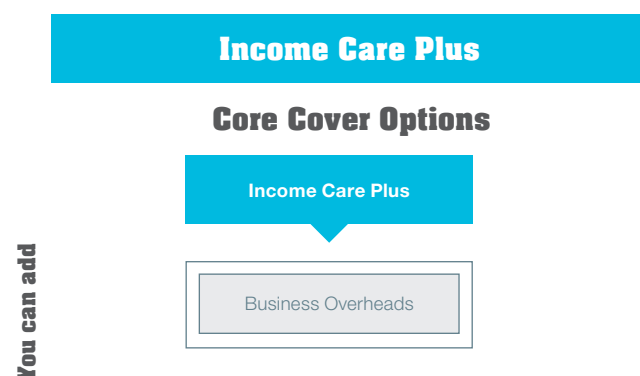 Income Care Plus
Core Cover Options
Income Care Plus
You can add
Business Overheads